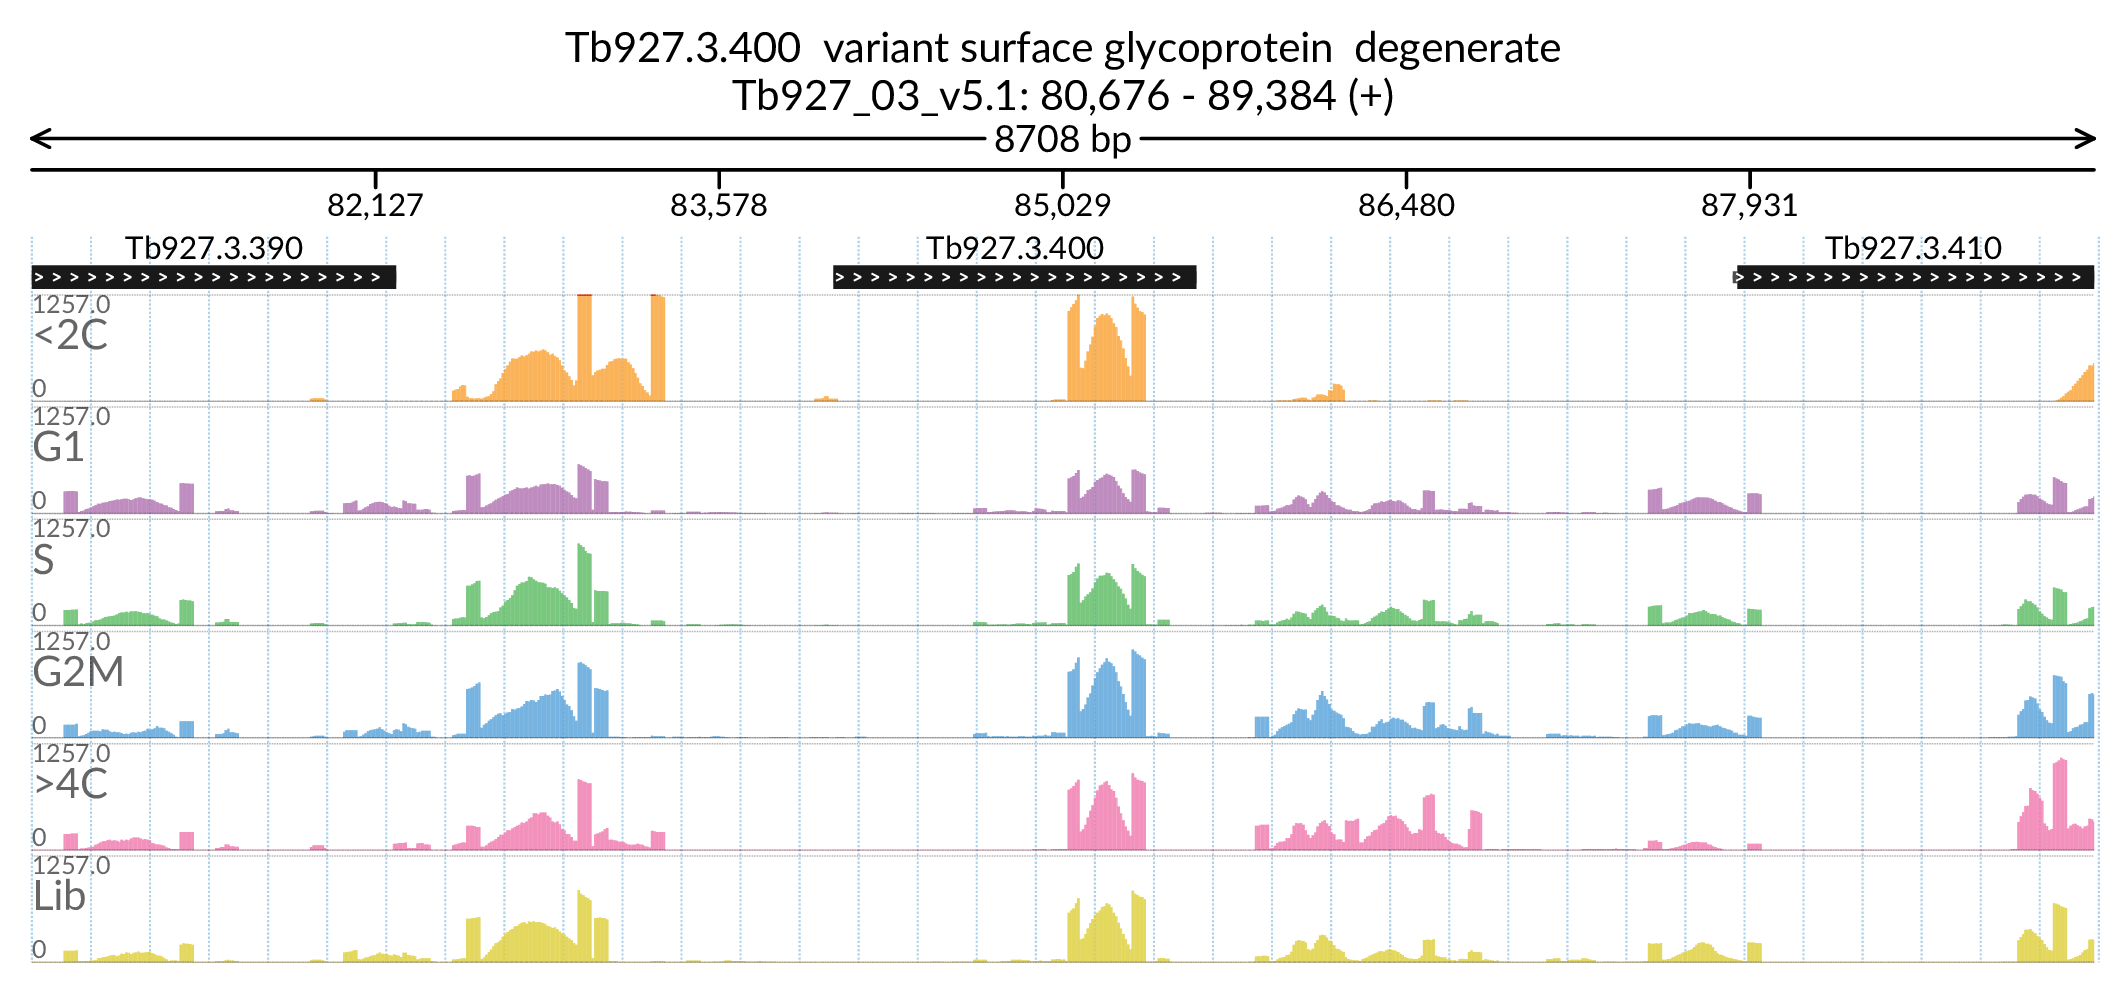 Tb927.3.400  variant surface glycoprotein  degenerate
Tb927_03_v5.1: 80,676 - 89,384 (+)
8708 bp
82,127 83,578 85,029 86,480 87,931
Tb927.3.390 Tb927.3.400 Tb927.3.410
1257.0
<2C
0
1257.0
G1
0
1257.0
S
0
1257.0
G2M
0
1257.0
>4C
0
1257.0
Lib
0